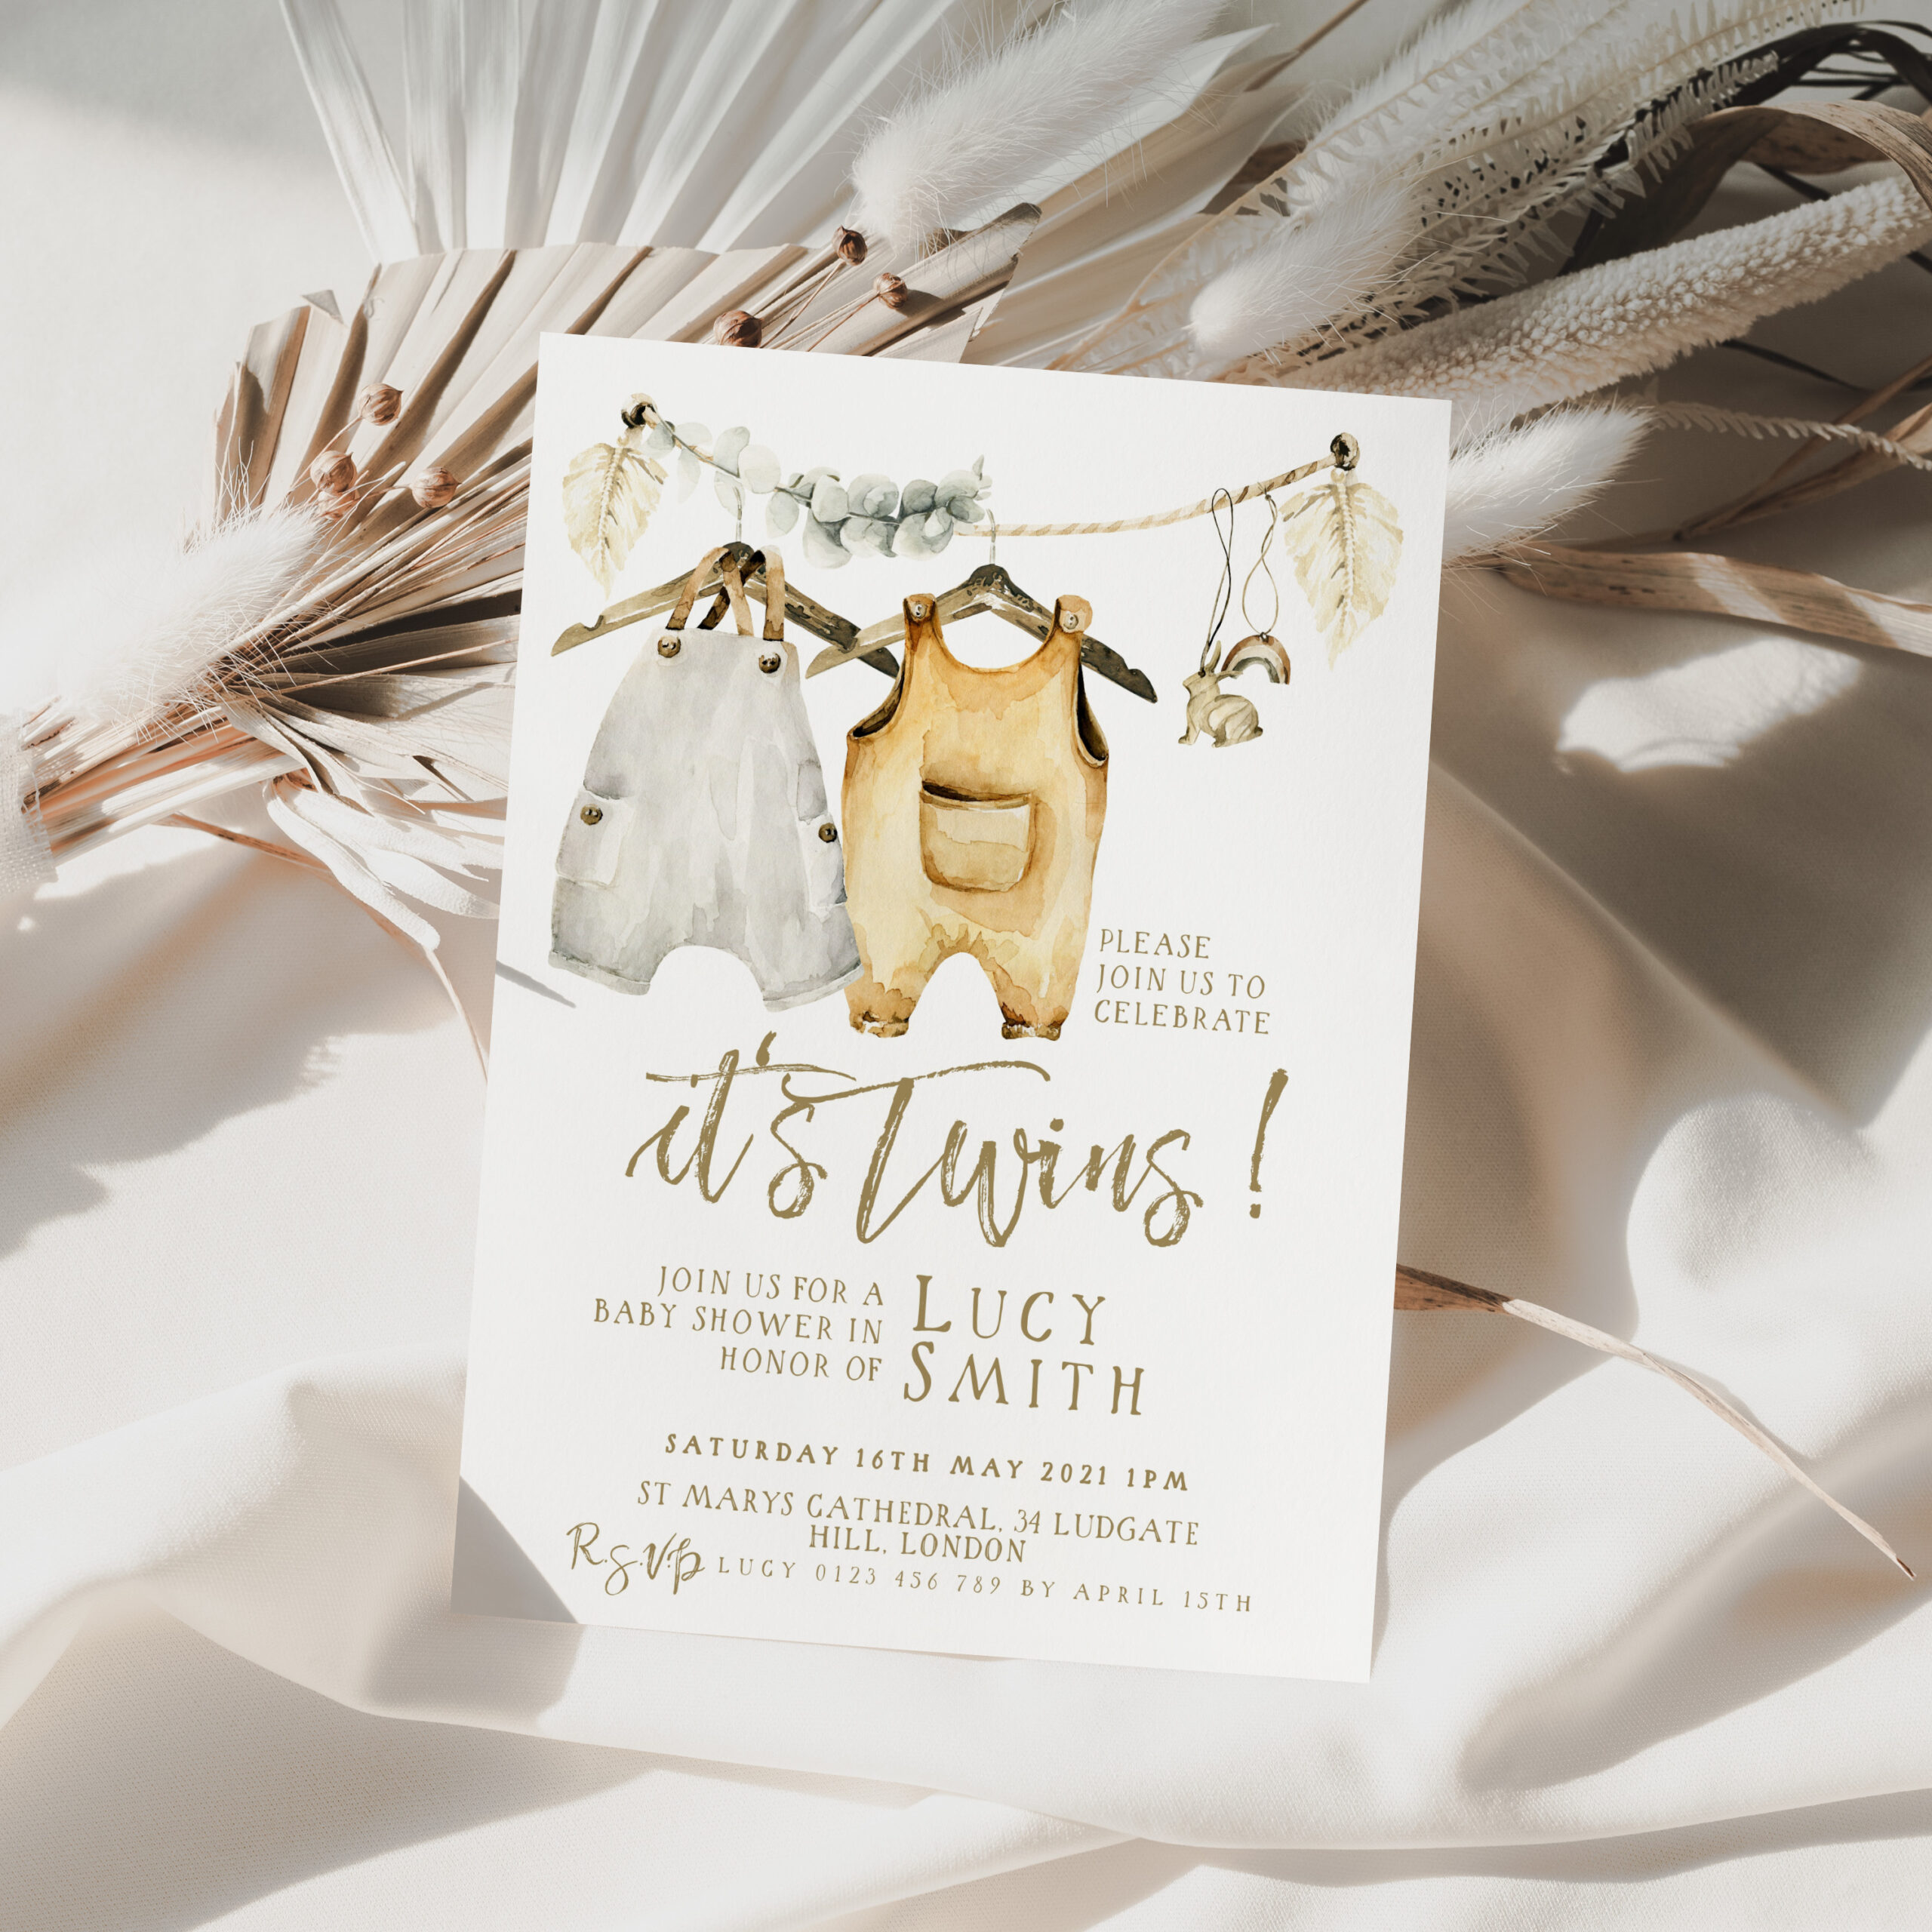 PLEASE
JOIN US TO
CELEBRATE
it's Twins!
JOIN US FOR A
BABY SHOWER IN
HONOR OF
LUCY
SMITH
SATURDAY 16TH MAY 2021 1PM
ST MARYS CATHEDRAL, 34 LUDGATE
HILL, LONDON
R.S.V.P LUCY 0123 456 789 BY APRIL 15TH